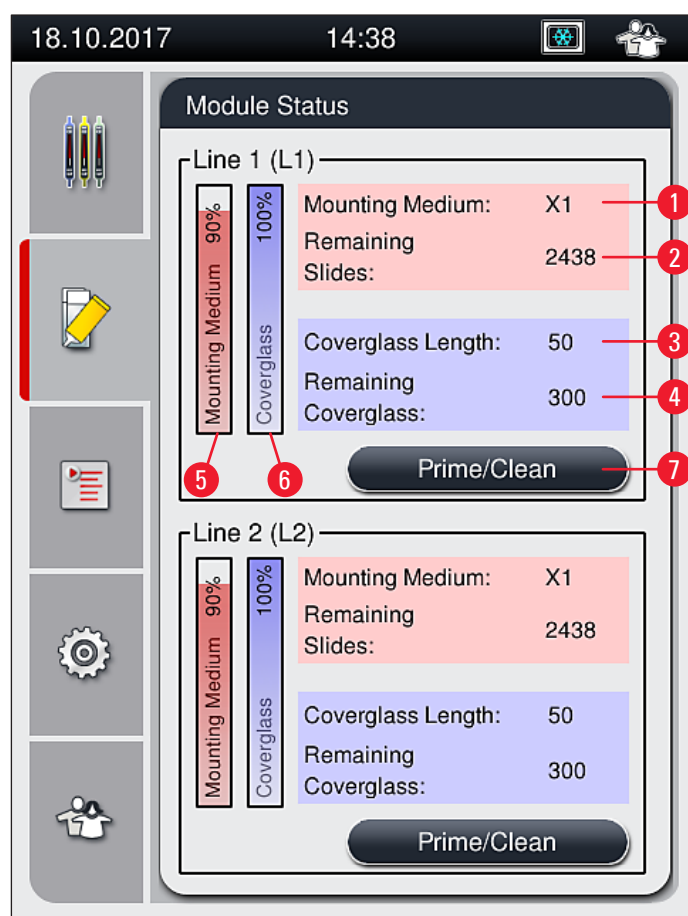 18.10.2017 14:38
Module Status
Line 1 (L1)
Mounting Medium 90%
Coverglass 100%
Mounting Medium: X1 1
Remaining
Slides: 2438 2
Coverglass Length: 50 3
Remaining
Coverglass: 300 4
5 6
Prime/Clean 7
Line 2 (L2)
Mounting Medium 90%
Coverglass 100%
Mounting Medium: X1
Remaining
Slides: 2438
Coverglass Length: 50
Remaining
Coverglass: 300
Prime/Clean